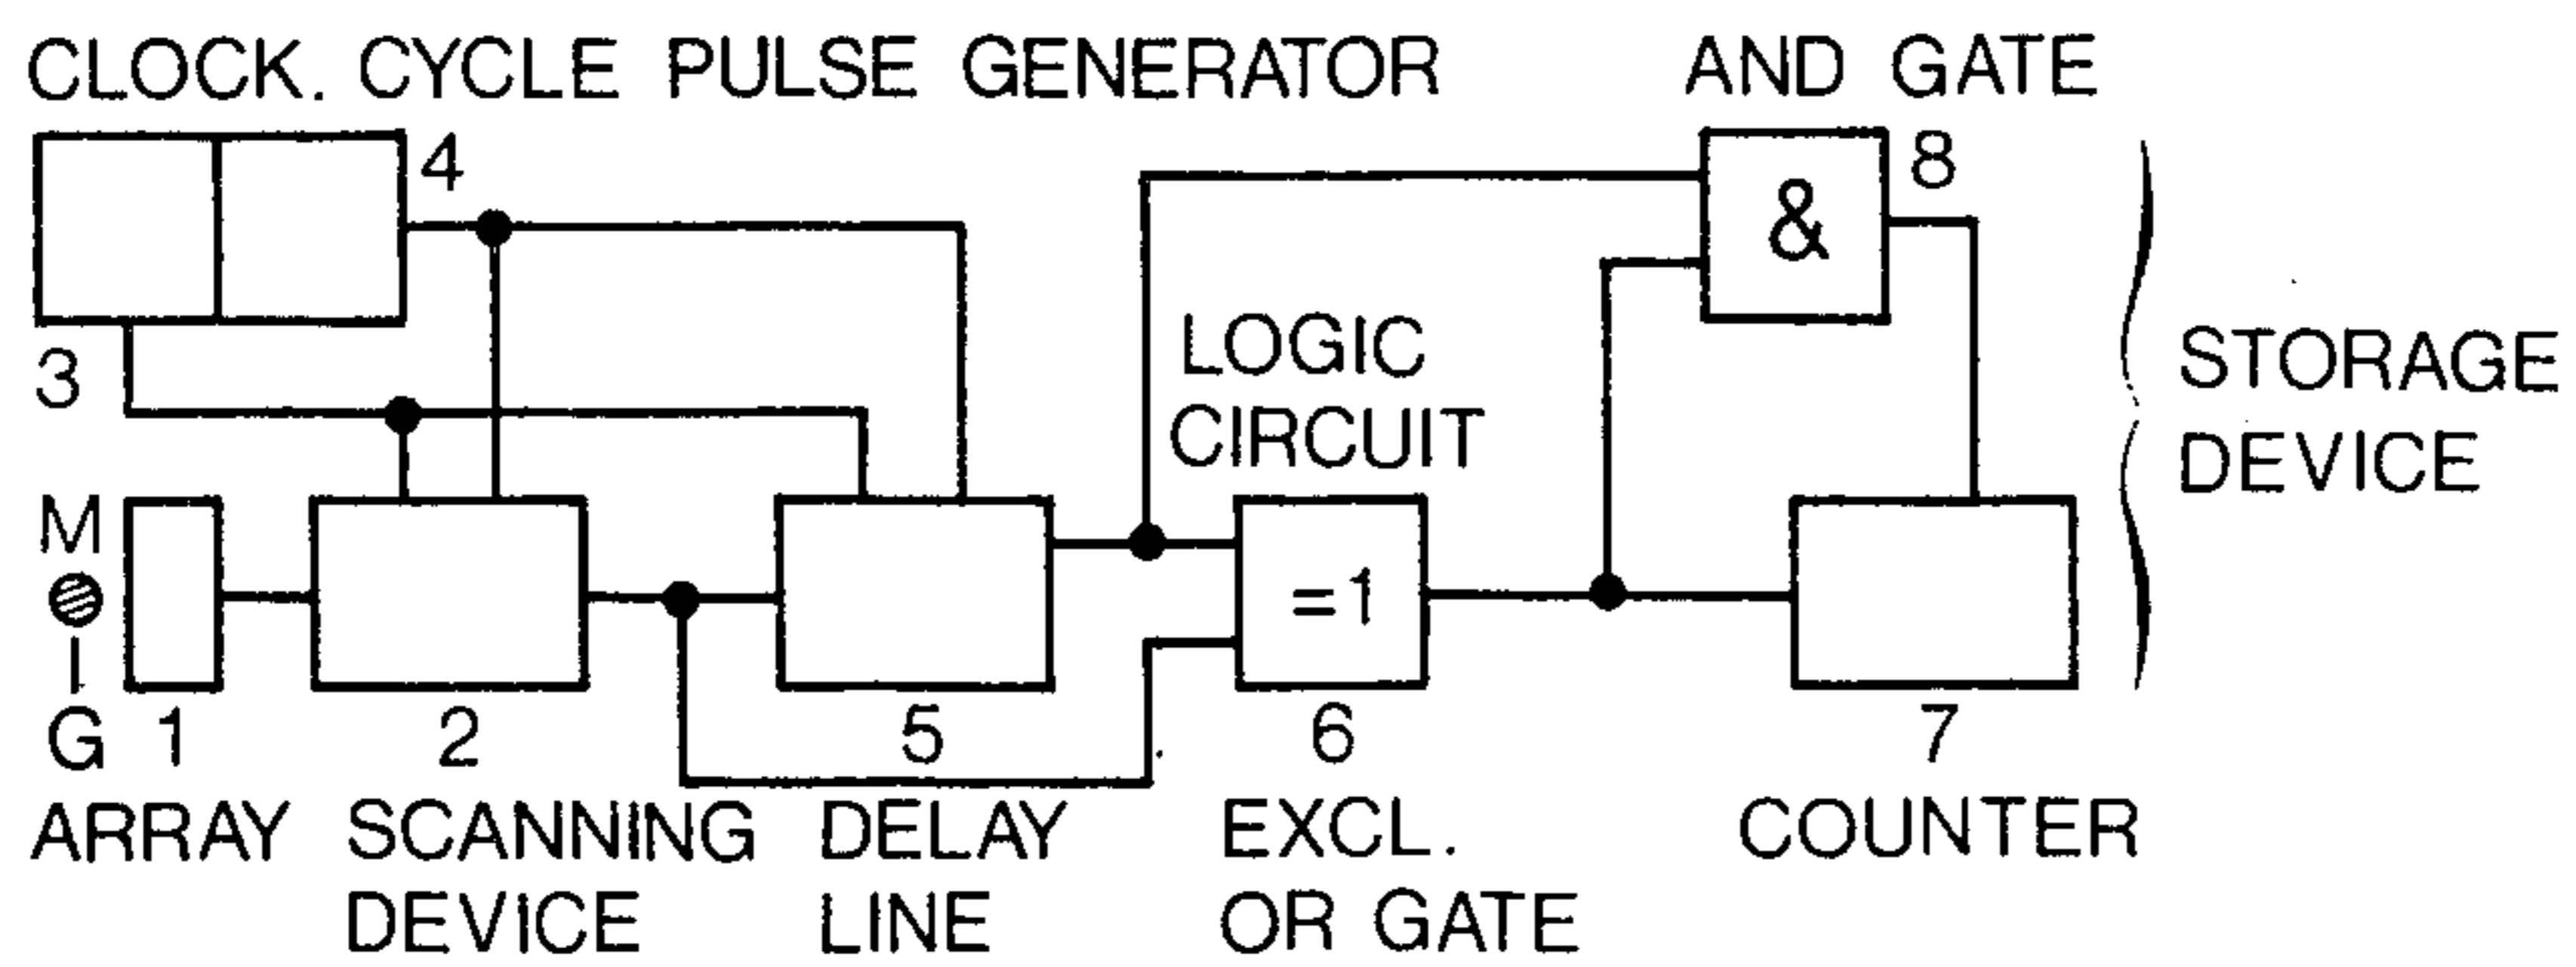 CLOCK. CYCLE PULSE GENERATOR
AND GATE
4
8
&
3
LOGIC
CIRCUIT
STORAGE
DEVICE
M
=1
G 1
2
5
6
7
ARRAY
SCANNING
DEVICE
DELAY
LINE
EXCL.
OR GATE
COUNTER